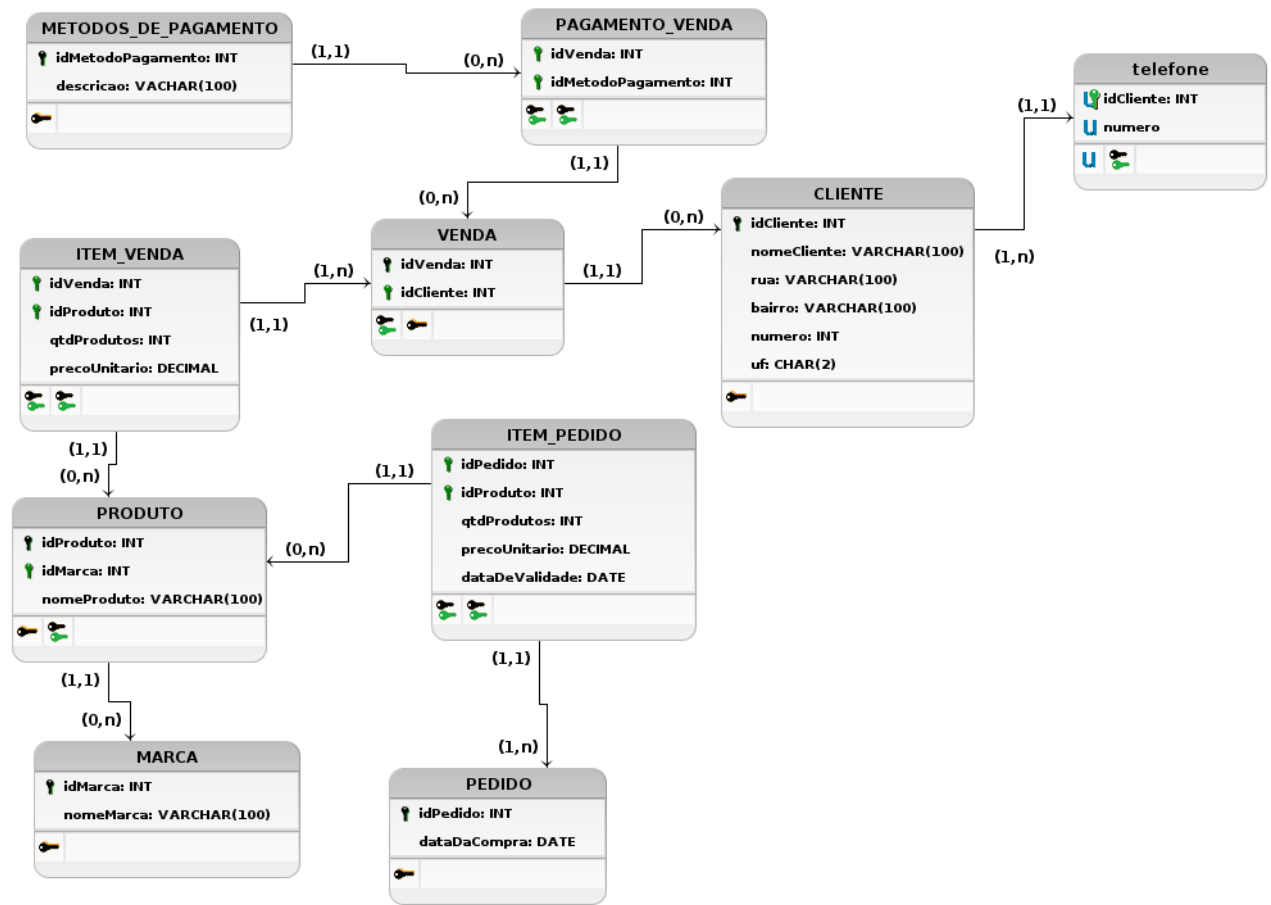 METODOS_DE_PAGAMENTO
idMetodoPagamento: INT
descricao: VACHAR(100)
(1,1)
(0,n)
PAGAMENTO_VENDA
idVenda: INT
idMetodoPagamento: INT
(1,1)
(0,n)
telefone
U idCliente: INT
U numero
U
(1,1)
(1,n)
CLIENTE
idCliente: INT
nomeCliente: VARCHAR(100)
rua: VARCHAR(100)
bairro: VARCHAR(100)
numero: INT
uf: CHAR(2)
(0,n)
(1,1)
VENDA
idVenda: INT
idCliente: INT
(1,n)
(1,1)
ITEM_VENDA
idVenda: INT
idProduto: INT
qtdProdutos: INT
precoUnitario: DECIMAL
(1,1)
(0,n)
ITEM_PEDIDO
idPedido: INT
idProduto: INT
qtdProdutos: INT
precoUnitario: DECIMAL
dataDeValidade: DATE
(1,1)
(0,n)
PRODUTO
idProduto: INT
idMarca: INT
nomeProduto: VARCHAR(100)
(1,1)
(0,n)
(1,1)
(1,n)
MARCA
idMarca: INT
nomeMarca: VARCHAR(100)
PEDIDO
idPedido: INT
dataDaCompra: DATE